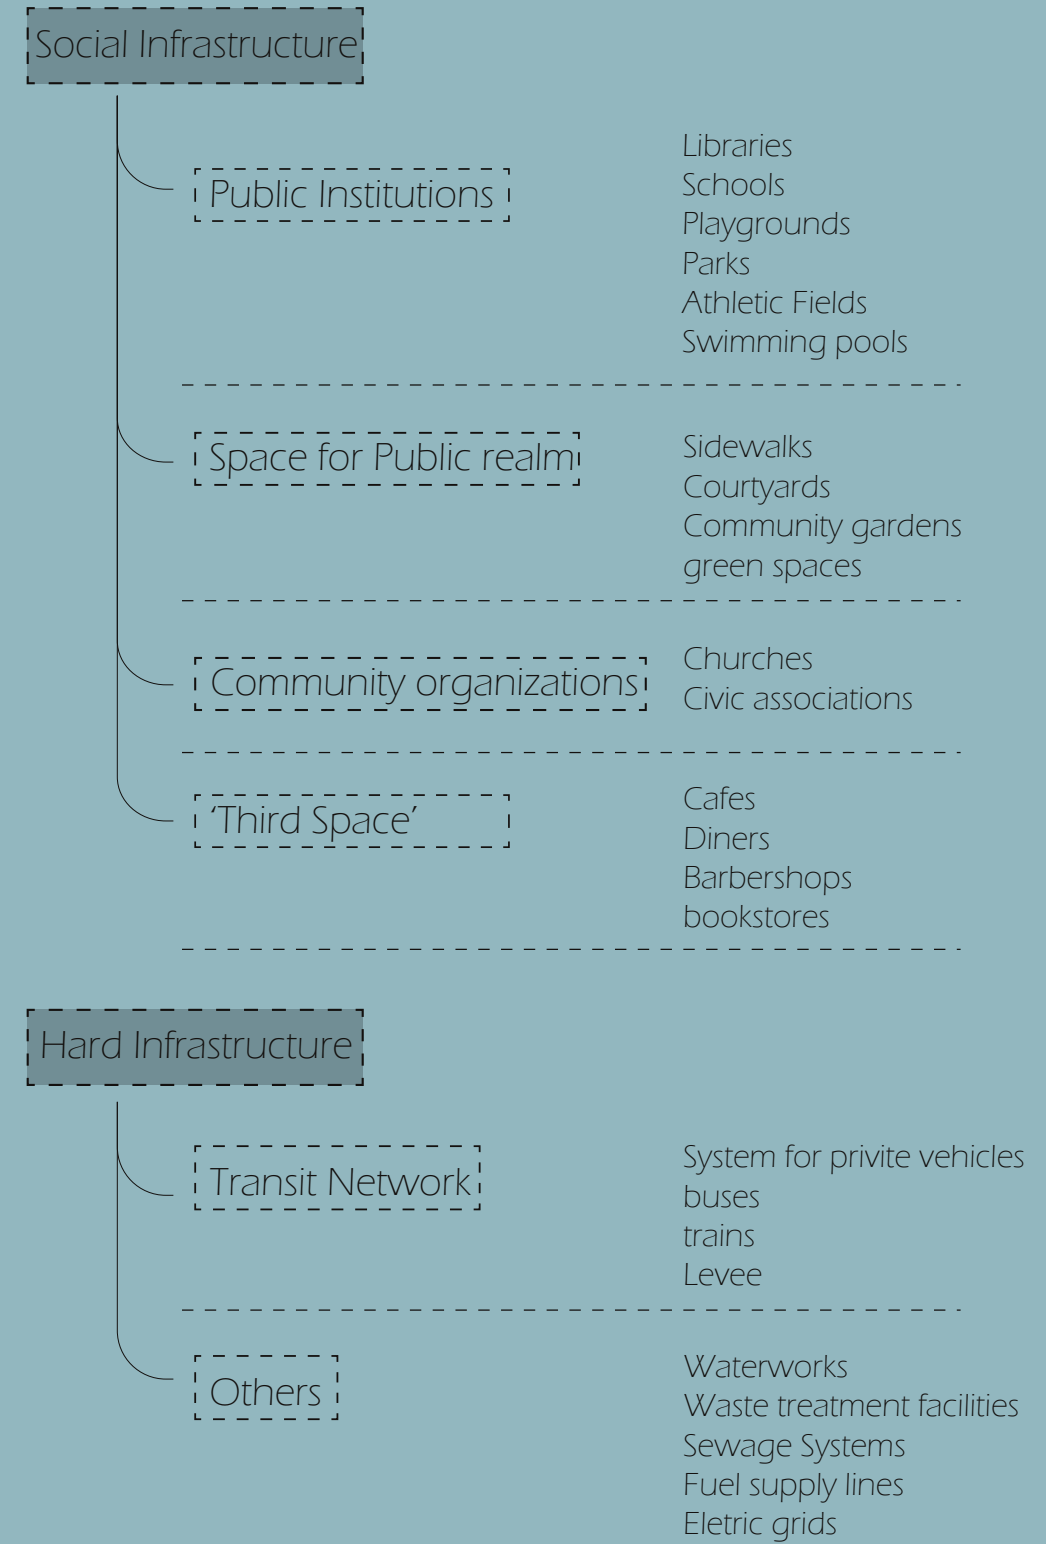 Social Infrastructure
Public Institutions
Libraries
Schools
Playgrounds
Parks
Athletic Fields
Swimming pools
Space for Public realm
Sidewalks
Courtyards
Community gardens
green spaces
Community organizations
Churches
Civic associations
‘Third Space’
Cafes
Diners
Barbershops
bookstores
Hard Infrastructure
Transit Network
System for privite vehicles
buses
trains
Levee
Others
Waterworks
Waste treatment facilities
Sewage Systems
Fuel supply lines
Eletric grids